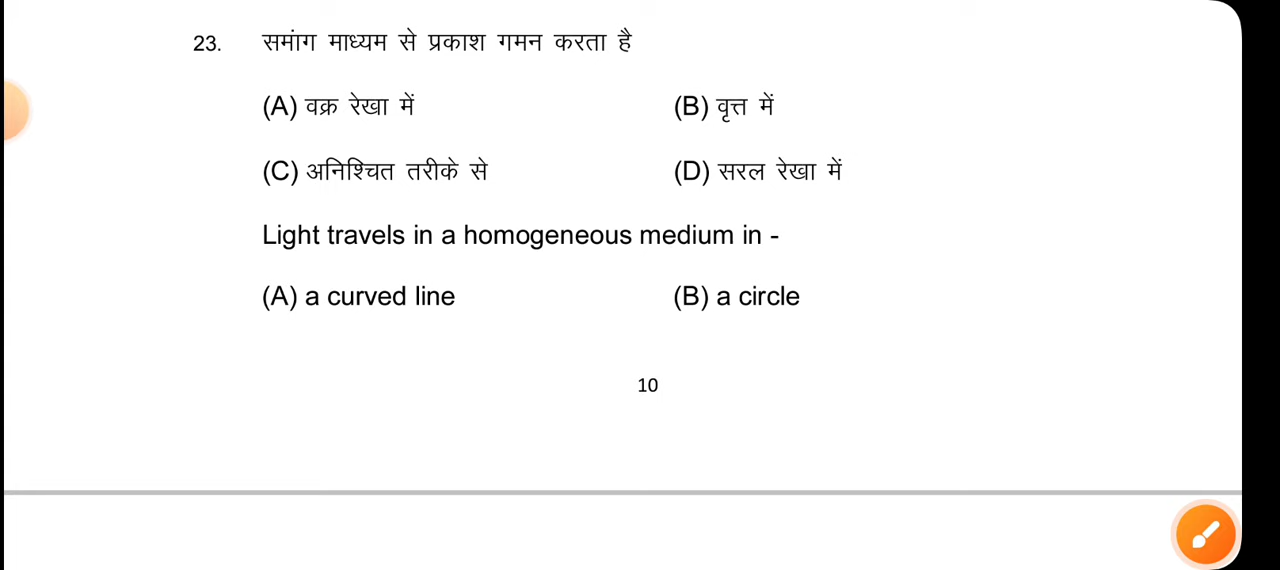 23. समांग माध्यम से प्रकाश गमन करता है
(A) वक्र रेखा में (B) वृत्त में
(C) अनिश्चित तरीके से (D) सरल रेखा में
Light travels in a homogeneous medium in -
(A) a curved line (B) a circle
10